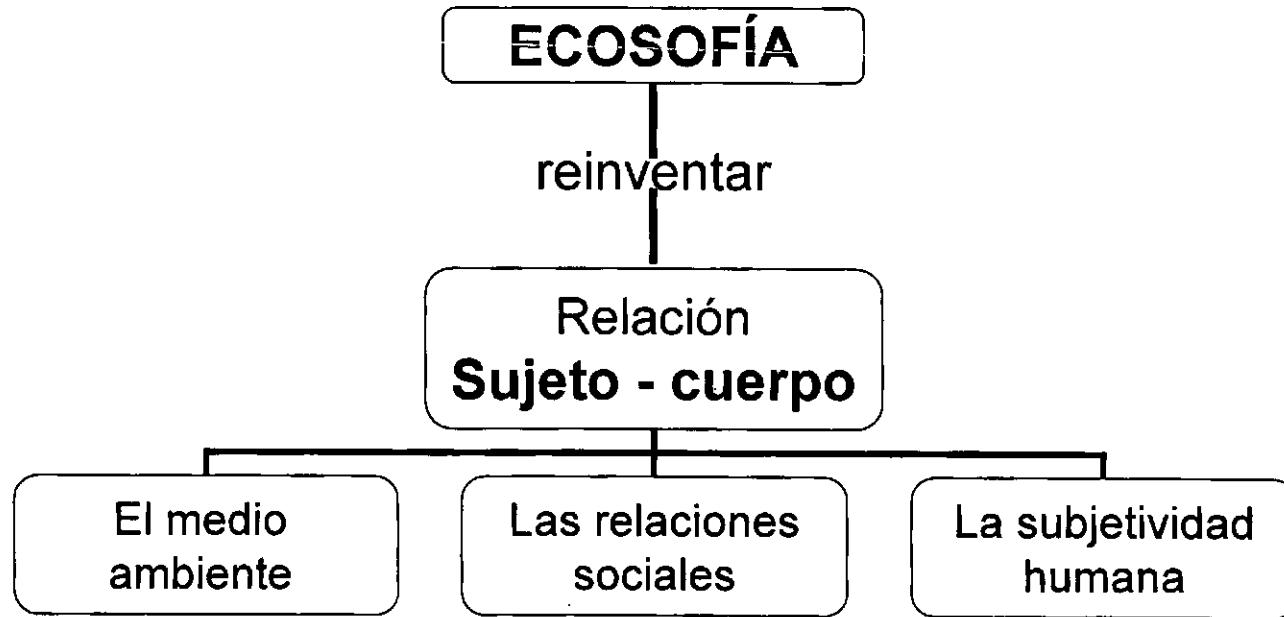 ECOSOFÍA
reinventar
Relación
Sujeto - cuerpo
El medio
ambiente
Las relaciones
sociales
La subjetividad
humana